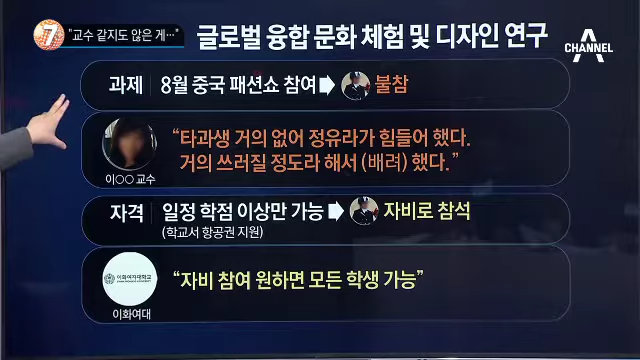 7
"교수 같지도 않은 게…"
글로벌 융합 문화 체험 및 디자인 연구
CHANNEL
과제 8월 중국 패션쇼 참여 불참
"타과생 거의 없어 정유라가 힘들어 했다.
거의 쓰러질 정도라 해서 (배려) 했다."
이○○ 교수
자격 일정 학점 이상만 가능 자비로 참석
(학교서 항공권 지원)
이화여자대학교
"자비 참여 원하면 모든 학생 가능"
이화여대